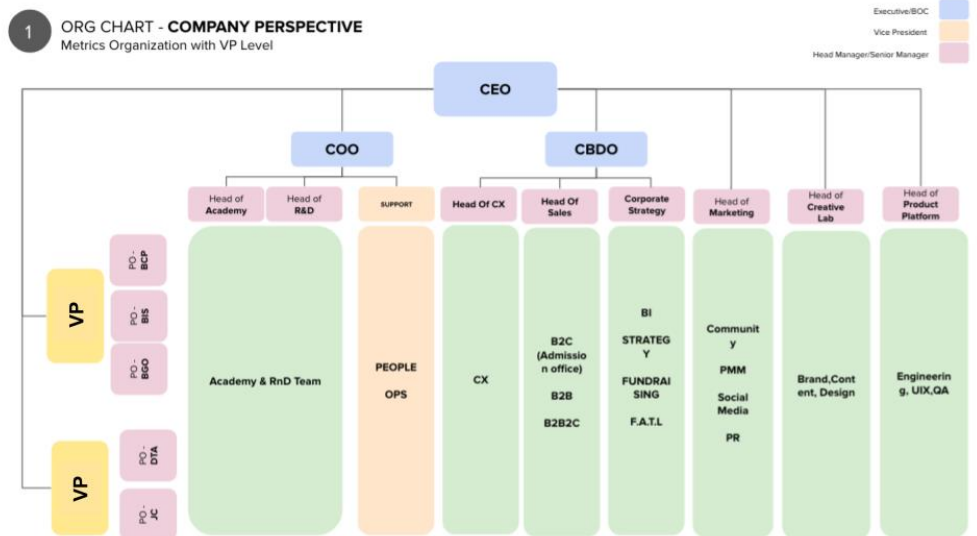 1
ORG CHART - COMPANY PERSPECTIVE
Metrics Organization with VP Level
Executive/BOC
Vice President
Head Manager/Senior Manager
CEO
COO
CBDO
Head of
Academy
Head of
R&D
SUPPORT
Head Of CX
Head Of
Sales
Corporate
Strategy
Head of
Marketing
Head of
Creative
Lab
Head of
Product
Platform
VP
PO -
BCP
PO -
BIS
PO -
BGO
VP
PO -
DTA
PO -
JC
Academy & RnD Team
PEOPLE
OPS
CX
B2C
(Admissio
n office)
B2B
B2B2C
BI
STRATEG
Y
FUNDRAI
SING
F.A.T.L
Communit
y
PMM
Social
Media
PR
Brand,Cont
ent, Design
Engineerin
g, UIX,QA